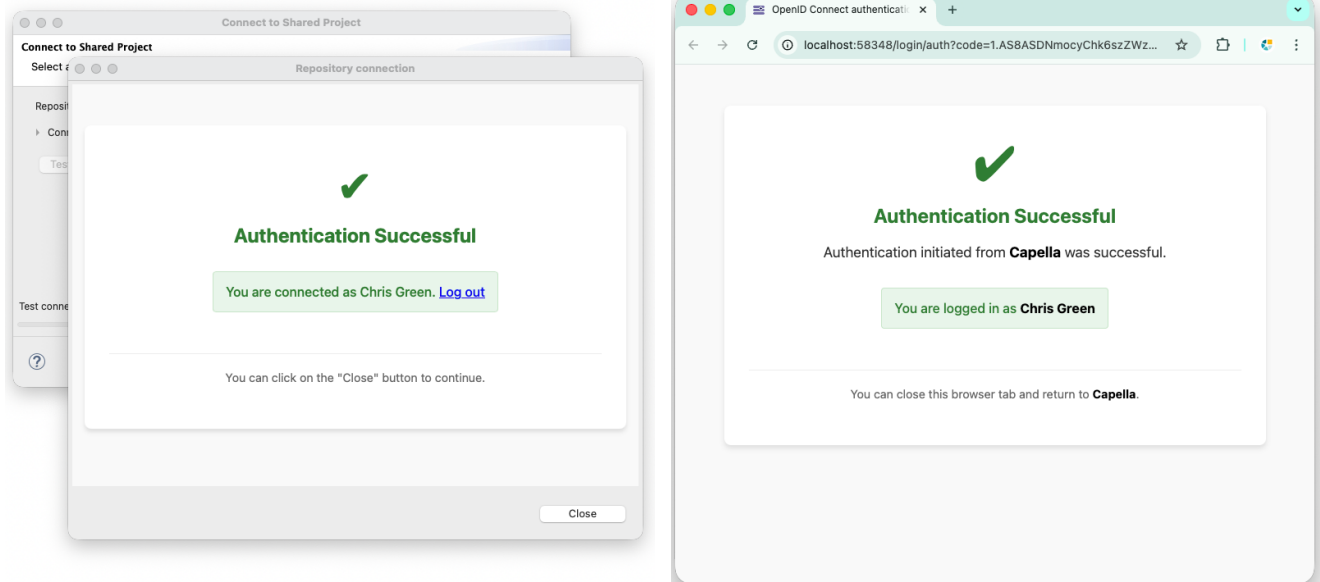 Connect to Shared Project
Connect to Shared Project
Select
Repository connection
Test conne
?
✔
Authentication Successful
You are connected as Chris Green. Log out
You can click on the "Close" button to continue.
Close
OpenID Connect authenticati
localhost:58348/login/auth?code=1.AS8ASDNmocyChk6szZWz...
✔
Authentication Successful
Authentication initiated from Capella was successful.
You are logged in as Chris Green
You can close this browser tab and return to Capella.